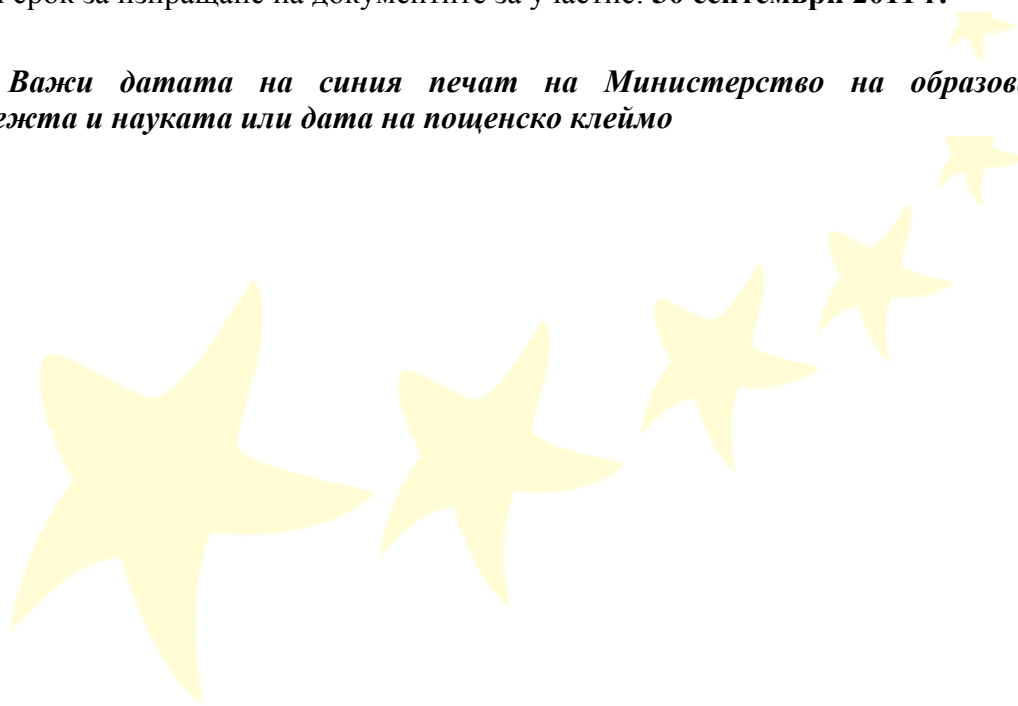 срок за изпращане на документите за участие: 30 септември 2011 г.
Важи датата на синия печат на Министерство на образов
ежта и науката или дата на пощенско клеймо